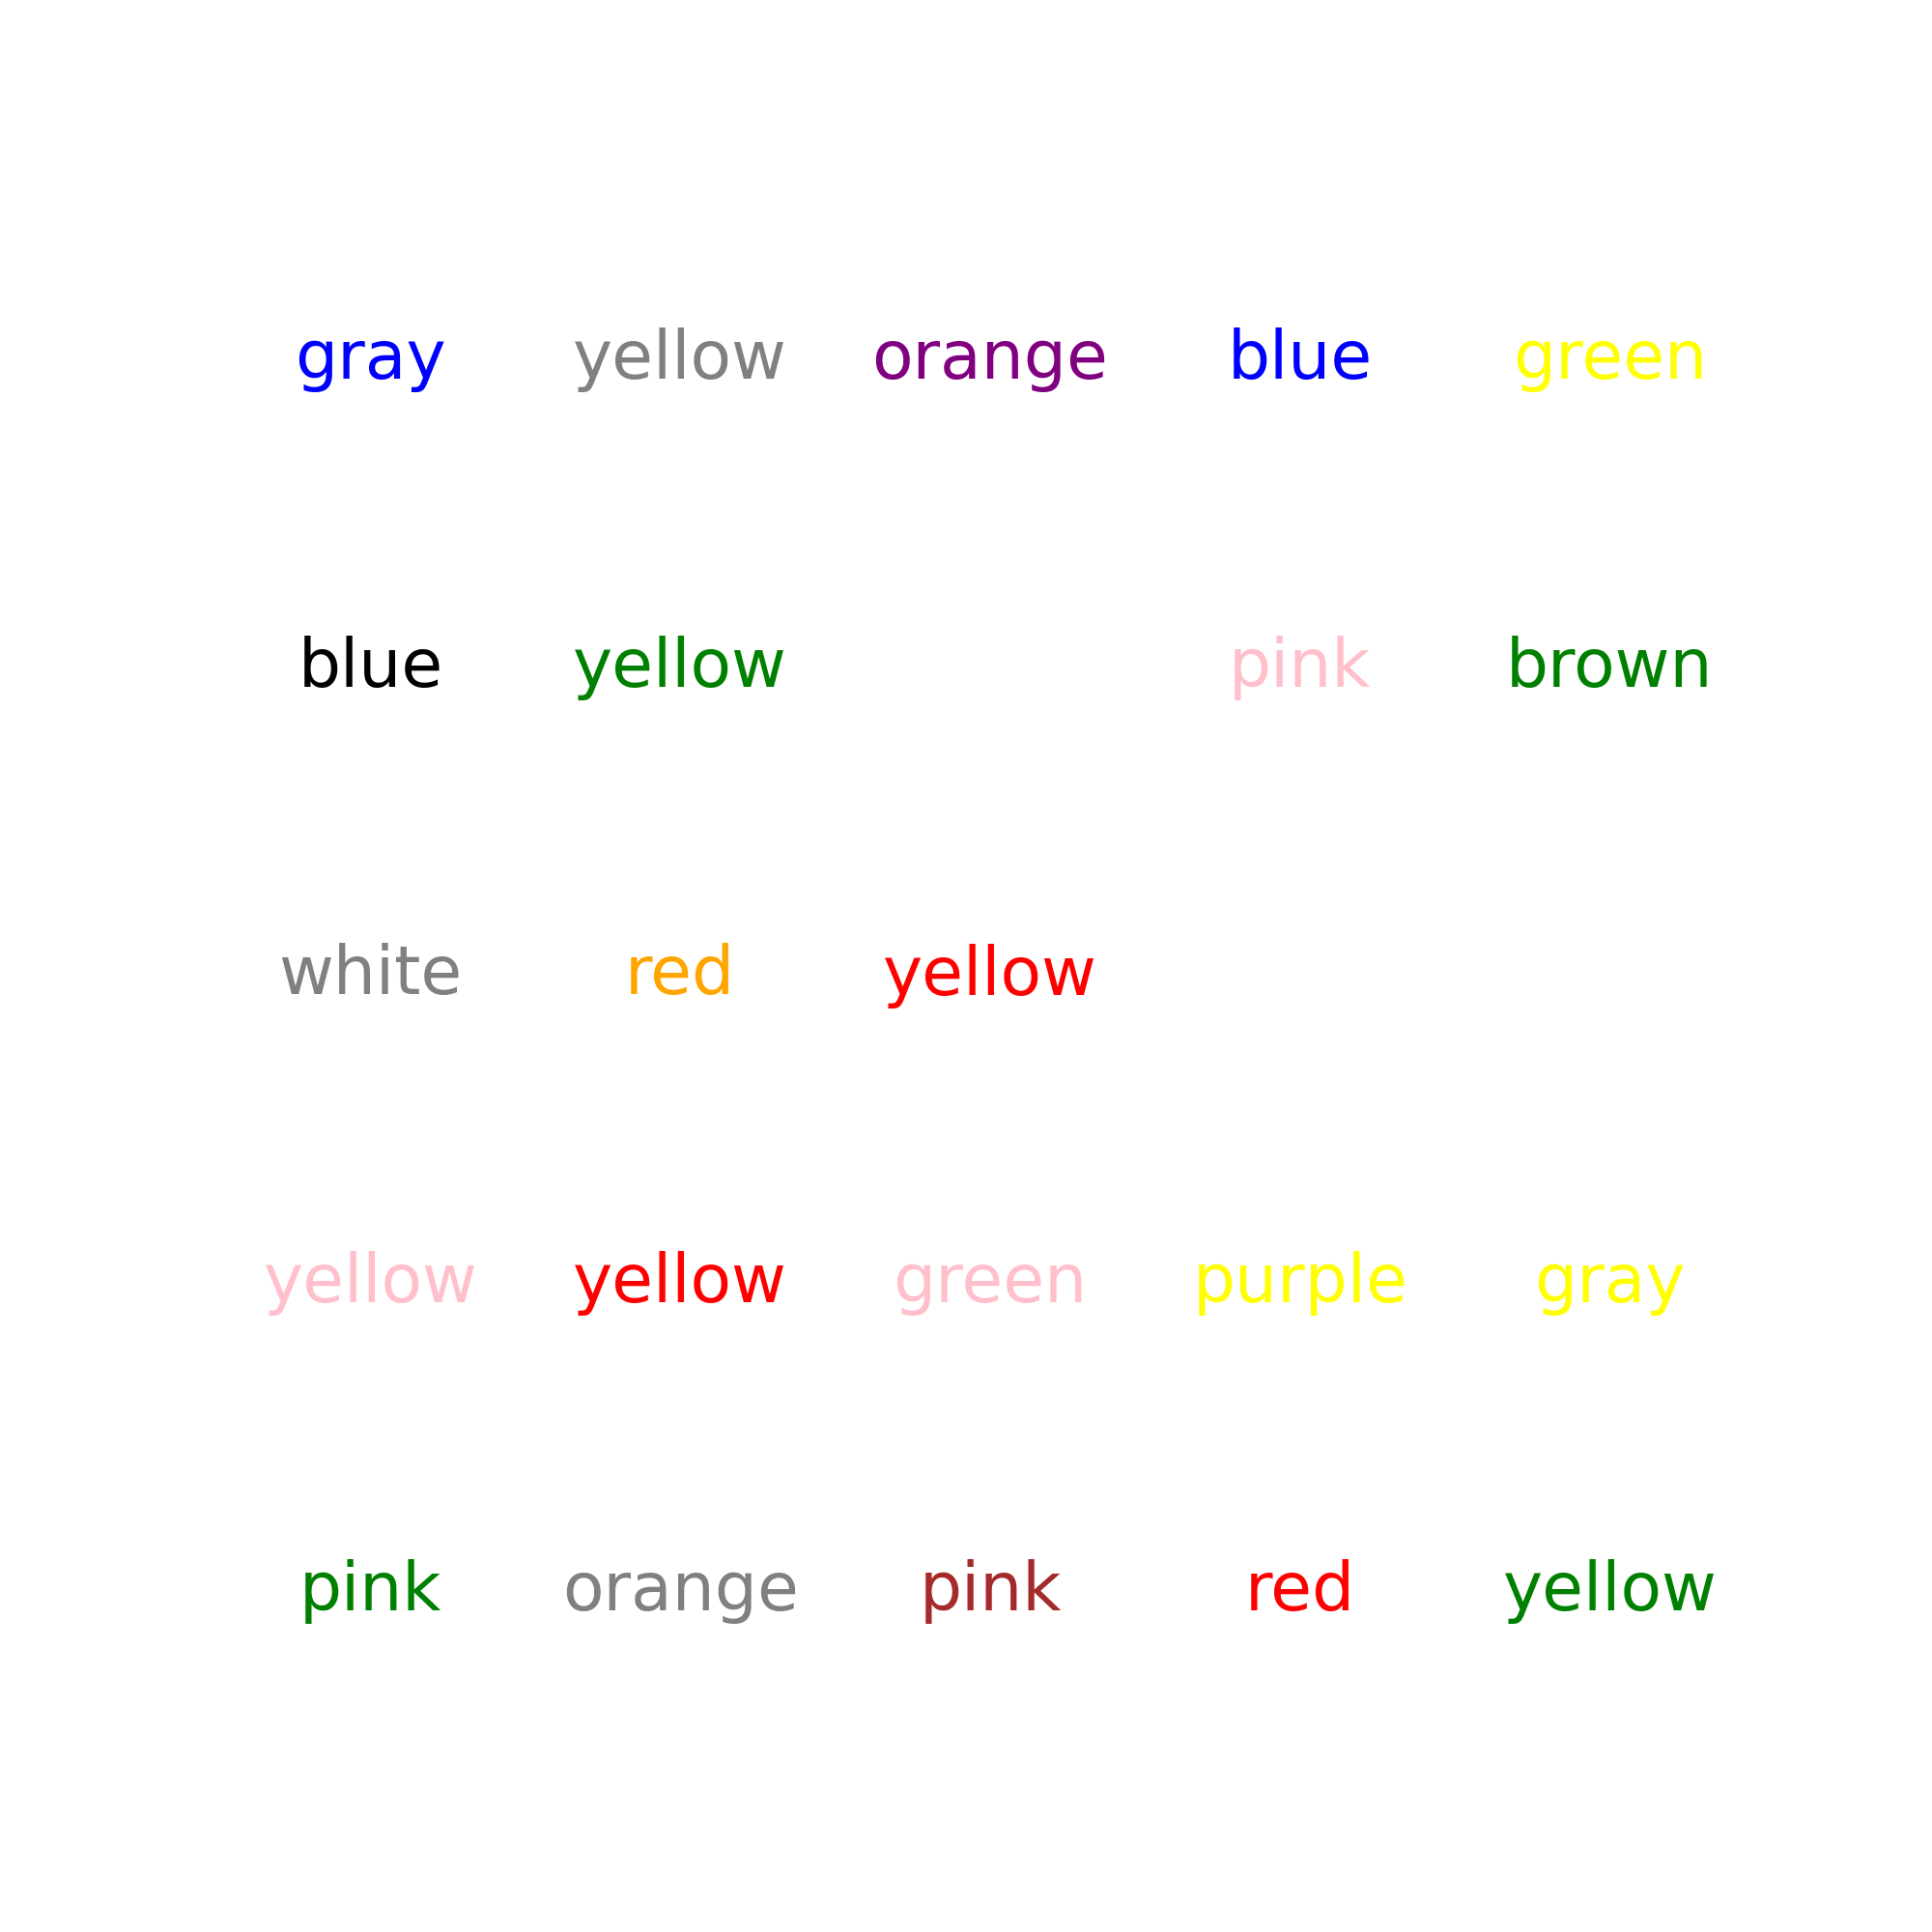 gray yellow orange blue green
blue yellow pink brown
white red yellow
yellow yellow green purple gray
pink orange pink red yellow